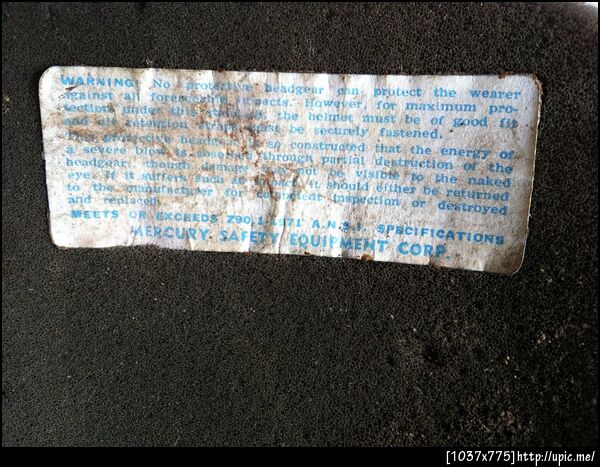 WARNING: No protective headgear can protect the wearer
against all foreseeable impacts. However, for maximum pro-
tection under this the helmet must be of good fit
and all retention straps must be securely fastened.
This protective headgear is so constructed that the energy of
a severe blow is absorbed through partial destruction of the
headgear, though damage may not be visible to the naked
eye. If it suffers such an impact, it should either be returned
to the manufacturer for competent inspection or destroyed
and replaced.
MEETS OR EXCEEDS Z90.1-1971 A.N.S.I. SPECIFICATIONS
MERCURY SAFETY EQUIPMENT CORP.
[1037x775]http://upic.me/